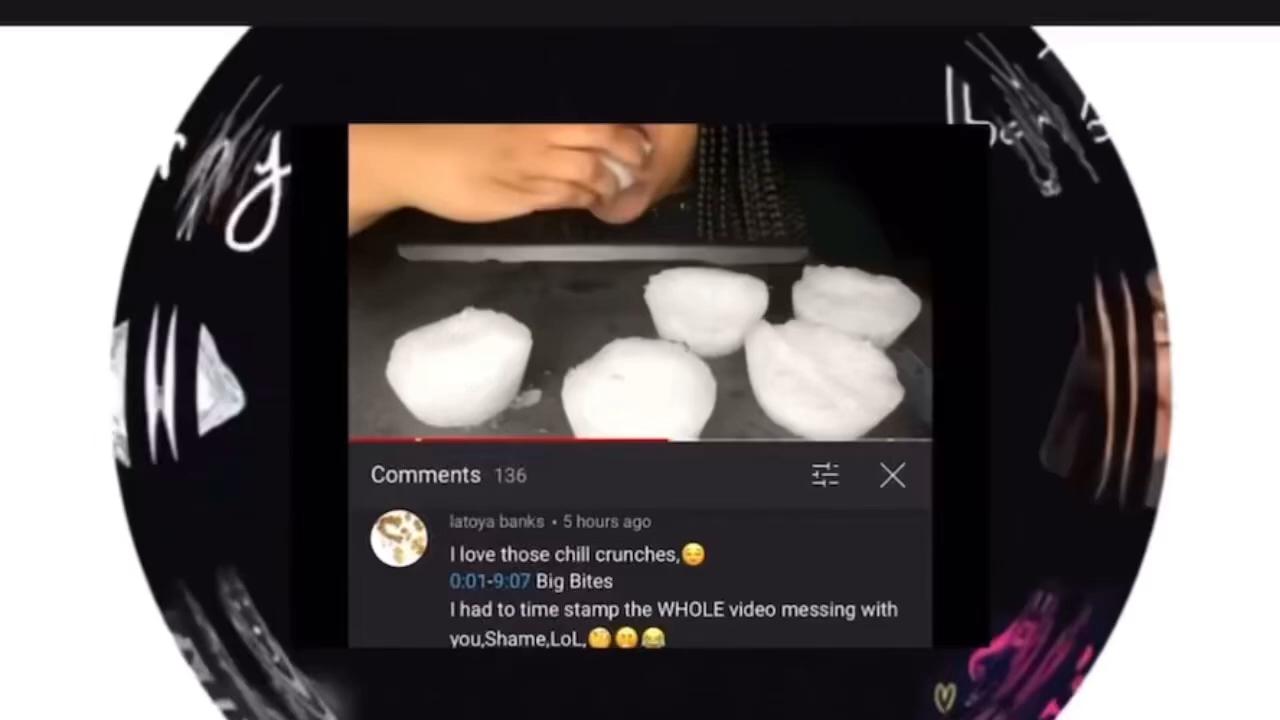 Comments 136
latoya banks • 5 hours ago
I love those chill crunches,😌
0:01-9:07 Big Bites
I had to time stamp the WHOLE video messing with
you,Shame,LoL,🧐🤭😂